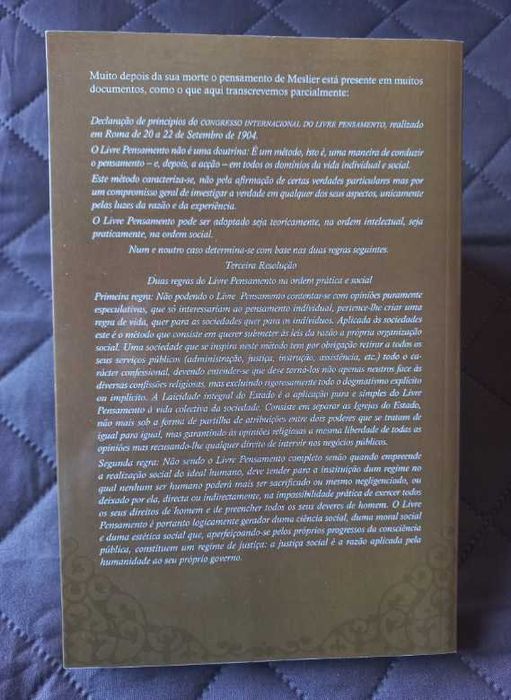 Muito depois da sua morte o pensamento de Meslier está presente em muitos
documentos, como o que aqui transcrevemos parcialmente:
Declaração de princípios do CONGRESSO INTERNACIONAL DO LIVRE PENSAMENTO, realizado
em Roma de 20 a 22 de Setembro de 1904.
O Livre Pensamento não é uma doutrina: É um método, isto é, uma maneira de conduzir
o pensamento – e, depois, a acção – em todos os domínios da vida individual e social.
Este método caracteriza-se, não pela afirmação de certas verdades particulares mas por
um compromisso geral de investigar a verdade em qualquer dos seus aspectos, unicamente
pelas luzes da razão e da experiência.
O Livre Pensamento pode ser adoptado seja teoricamente, na ordem intelectual, seja
praticamente, na ordem social.
Num e noutro caso determina-se com base nas duas regras seguintes.
Terceira Resolução
Duas regras do Livre Pensamento na ordem prática e social
Primeira regra: Não podendo o Livre Pensamento contentar-se com opiniões puramente
especulativas, que só interessariam ao pensamento individual, pertence-lhe criar uma
regra de vida, quer para as sociedades quer para os indivíduos. Aplicada às sociedades
este é o método que consiste em querer submeter às leis da razão a própria organização
social. Uma sociedade que se inspira neste método tem por obrigação retirar a todos os
seus serviços públicos (administração, justiça, instrução, assistência, etc.) todo o ca-
rácter confessional, devendo entender-se que deve torná-los não apenas neutros face às
diversas confissões religiosas, mas excluindo rigorosamente todo o dogmatismo explícito
ou implícito. A Laicidade integral do Estado é a aplicação pura e simples do Livre
Pensamento à vida colectiva da sociedade. Consiste em separar as Igrejas do Estado,
não mais sob a forma de partilha de atribuições entre dois poderes que se tratam de
igual para igual, mas garantindo às opiniões religiosas a mesma liberdade de todas as
opiniões mas recusando-lhe qualquer direito de intervir nos negócios públicos.
Segunda regra: Não sendo o Livre Pensamento completo senão quando empreende
a realização social do ideal humano, deve tender para a instituição dum regime no
qual nenhum ser humano poderá mais ser sacrificado ou mesmo negligenciado, ou
deixado por ela, directa ou indirectamente, na impossibilidade prática de exercer todos
os seus direitos de homem e de preencher todos os seus deveres de homem. O Livre
Pensamento é portanto logicamente gerador duma ciência social, duma moral social
e duma estética social que, aperfeiçoando-se pelos próprios progressos da consciência
pública, constituem um regime de justiça: a justiça social é a razão aplicada pela
humanidade ao seu próprio governo.